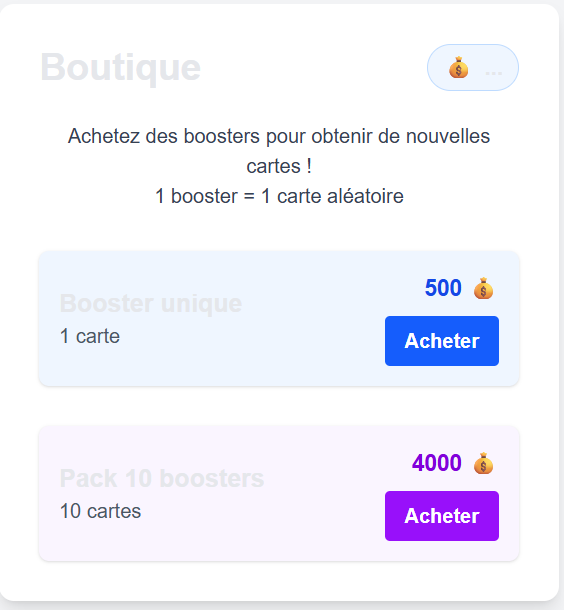 Boutique
💰 ...
Achetez des boosters pour obtenir de nouvelles
cartes !
1 booster = 1 carte aléatoire
Booster unique
1 carte
500 💰
Acheter
Pack 10 boosters
10 cartes
4000 💰
Acheter